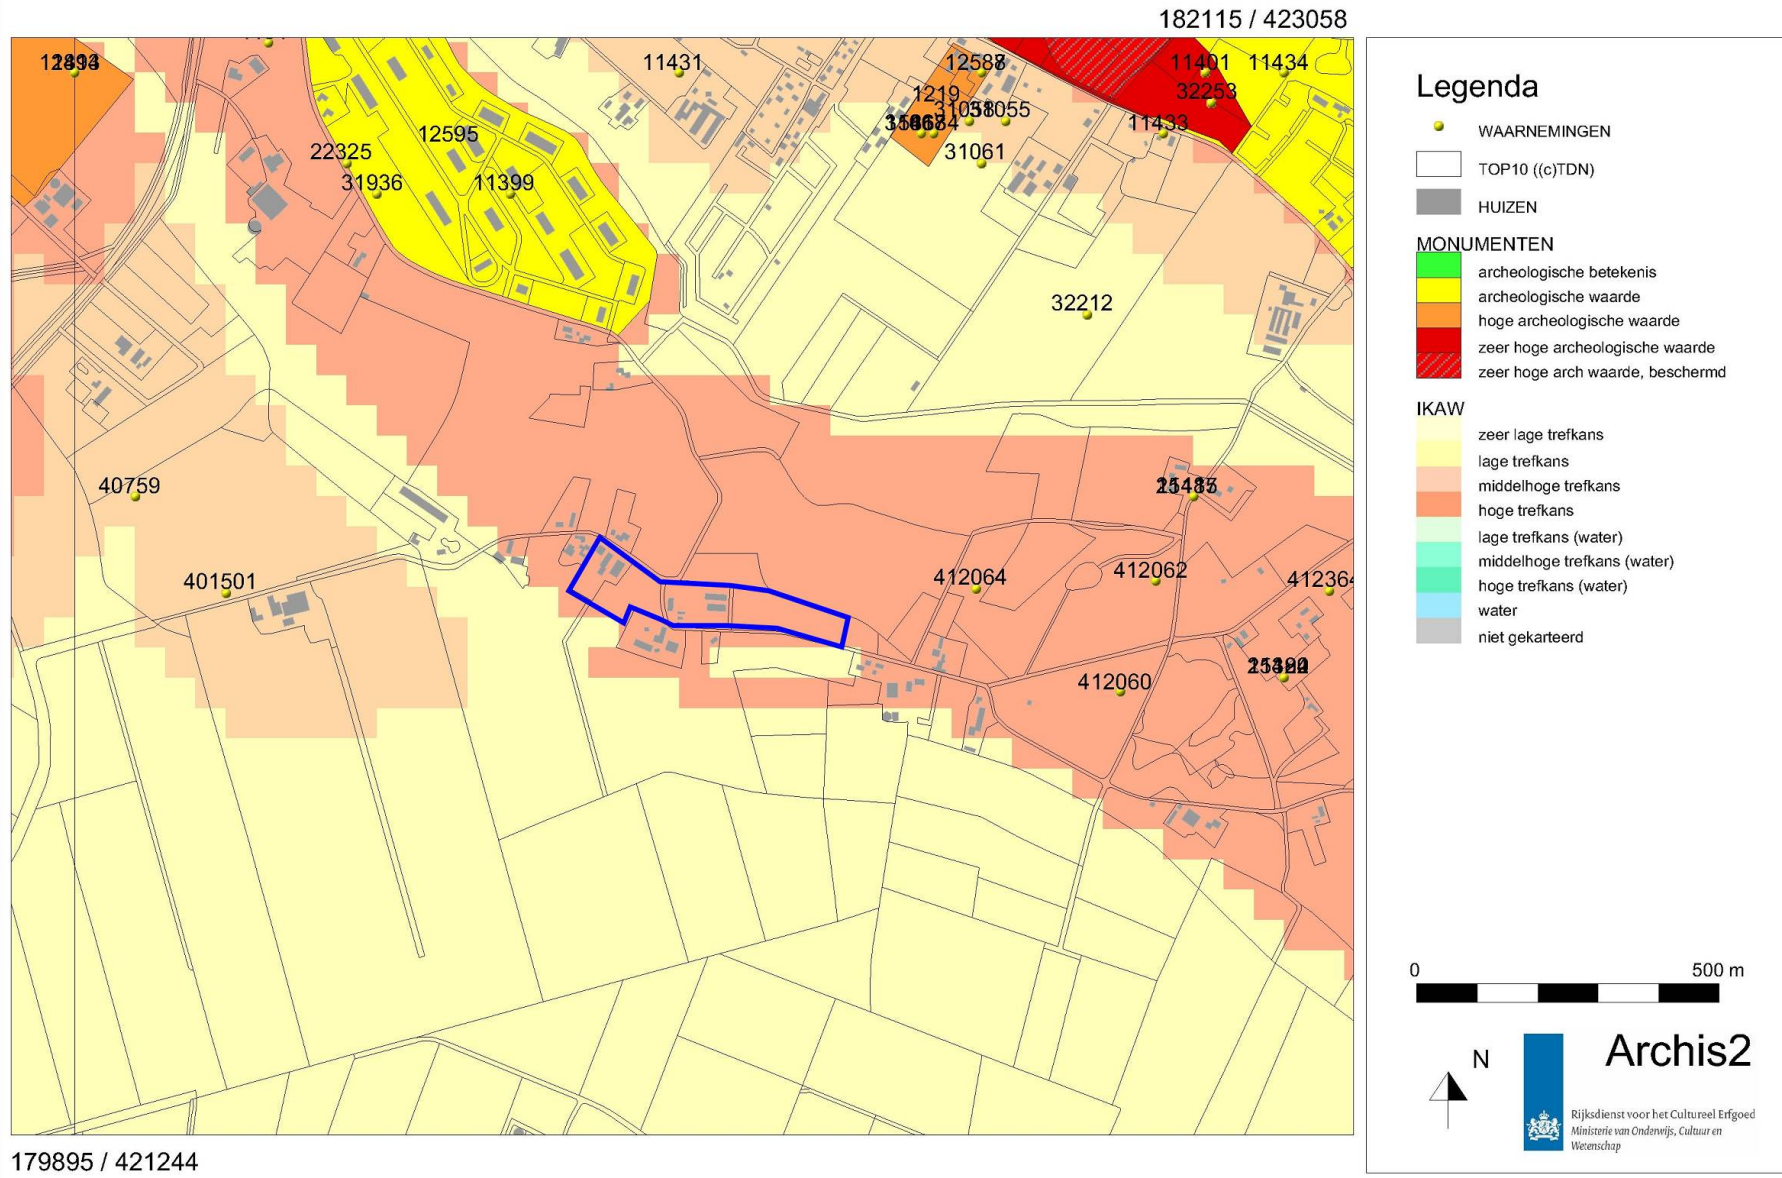 182115 / 423058
11431
12588
11401
11434
32253
1219
31055
11433
12595
22325
31061
31936
11399
32212
40759
401501
412064
412062
412364
412060
179895 / 421244
Legenda
WAARNEMINGEN
TOP10 ((c)TDN)
HUIZEN
MONUMENTEN
archeologische betekenis
archeologische waarde
hoge archeologische waarde
zeer hoge archeologische waarde
zeer hoge arch waarde, beschermd
IKAW
zeer lage trefkans
lage trefkans
middelhoge trefkans
hoge trefkans
lage trefkans (water)
middelhoge trefkans (water)
hoge trefkans (water)
water
niet gekarteerd
0 500 m
N
Archis2
Rijksdienst voor het Cultureel Erfgoed
Ministerie van Onderwijs, Cultuur en
Wetenschap